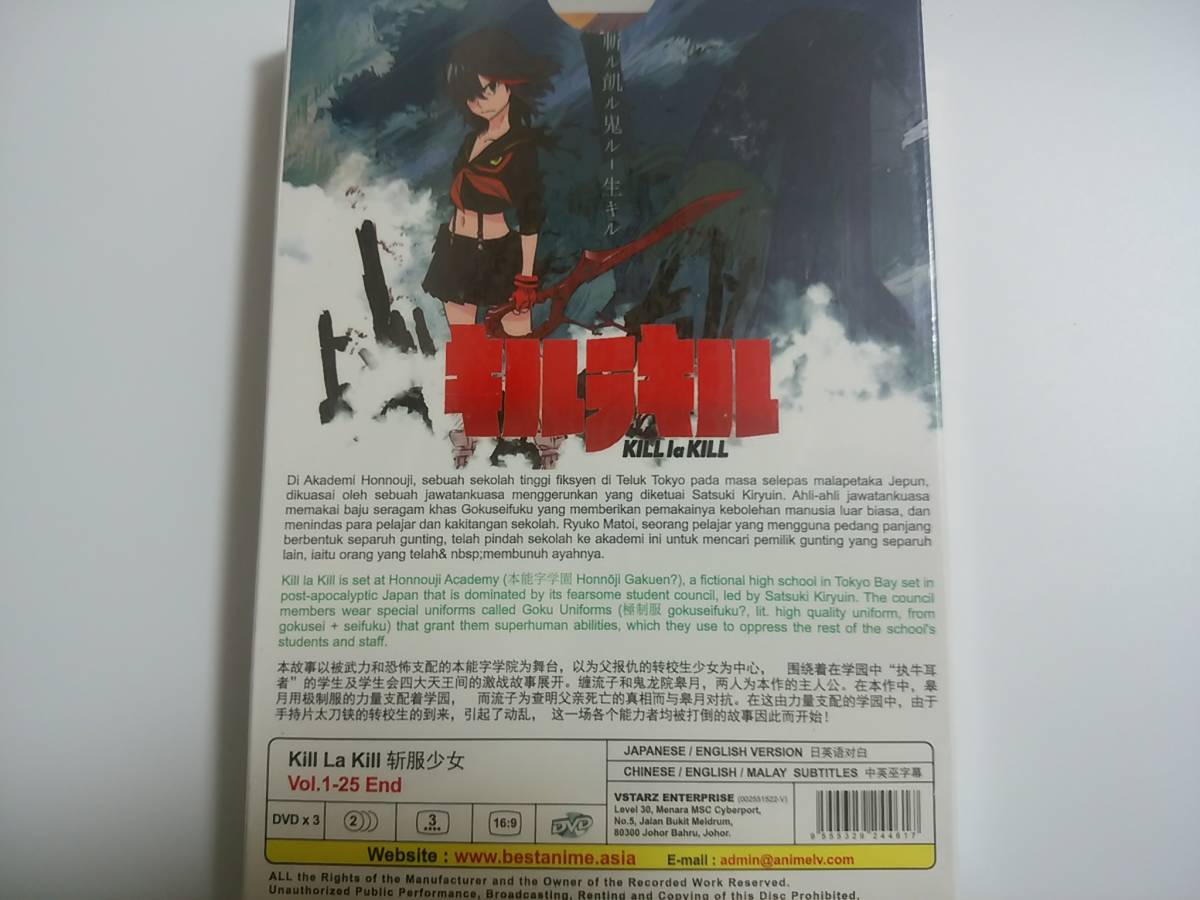 斬ル飢ル鬼ルー生キル
キルラキル
KILL la KILL
Di Akademi Honnouji, sebuah sekolah tinggi fiksyen di Teluk Tokyo pada masa selepas malapetaka Jepun,
dikuasai oleh sebuah jawatankuasa menggerunkan yang diketuai Satsuki Kiryuin. Ahli-ahli jawatankuasa
memakai baju seragam khas Gokuseifuku yang memberikan pemakainya kebolehan manusia luar biasa, dan
menindas para pelajar dan kakitangan sekolah. Ryuko Matoi, seorang pelajar yang mengguna pedang panjang
berbentuk separuh gunting, telah pindah sekolah ke akademi ini untuk mencari pemilik gunting yang separuh
lain, iaitu orang yang telah& nbsp;membunuh ayahnya.
Kill la Kill is set at Honnouji Academy (本能字学園 Honnōji Gakuen?), a fictional high school in Tokyo Bay set in
post-apocalyptic Japan that is dominated by its fearsome student council, led by Satsuki Kiryuin. The council
members wear special uniforms called Goku Uniforms (極制服 gokuseifuku?, lit. high quality uniform, from
gokusei + seifuku) that grant them superhuman abilities, which they use to oppress the rest of the school's
students and staff.
本故事以被武力和恐怖支配的本能字学院为舞台，以为父报仇的转校生少女为中心， 围绕着在学园中“执牛耳
者”的学生及学生会四大天王间的激战故事展开。缠流子和鬼龙院皋月，两人为本作的主人公。在本作中，皋
月用极制服的力量支配着学园， 而流子为查明父亲死亡的真相而与皋月对抗。在这由力量支配的学园中，由于
手持片太刀铗的转校生的到来，引起了动乱， 这一场各个能力者均被打倒的故事因此而开始！
Kill La Kill 斩服少女
Vol.1-25 End
JAPANESE / ENGLISH VERSION 日英语对白
CHINESE / ENGLISH / MALAY SUBTITLES 中英巫字幕
DVD x 3
2
3
16:9
DVD
VSTARZ ENTERPRISE (002551522-V)
Level 30, Menara MSC Cyberport,
No.5, Jalan Bukit Meldrum,
80300 Johor Bahru, Johor.
9 555329 244617
Website : www.bestanime.asia E-mail : admin@animelv.com
ALL the Rights of the Manufacturer and the Owner of the Recorded Work Reserved.
Unauthorized Public Performance, Broadcasting, Renting and Copying of this Disc Prohibited.